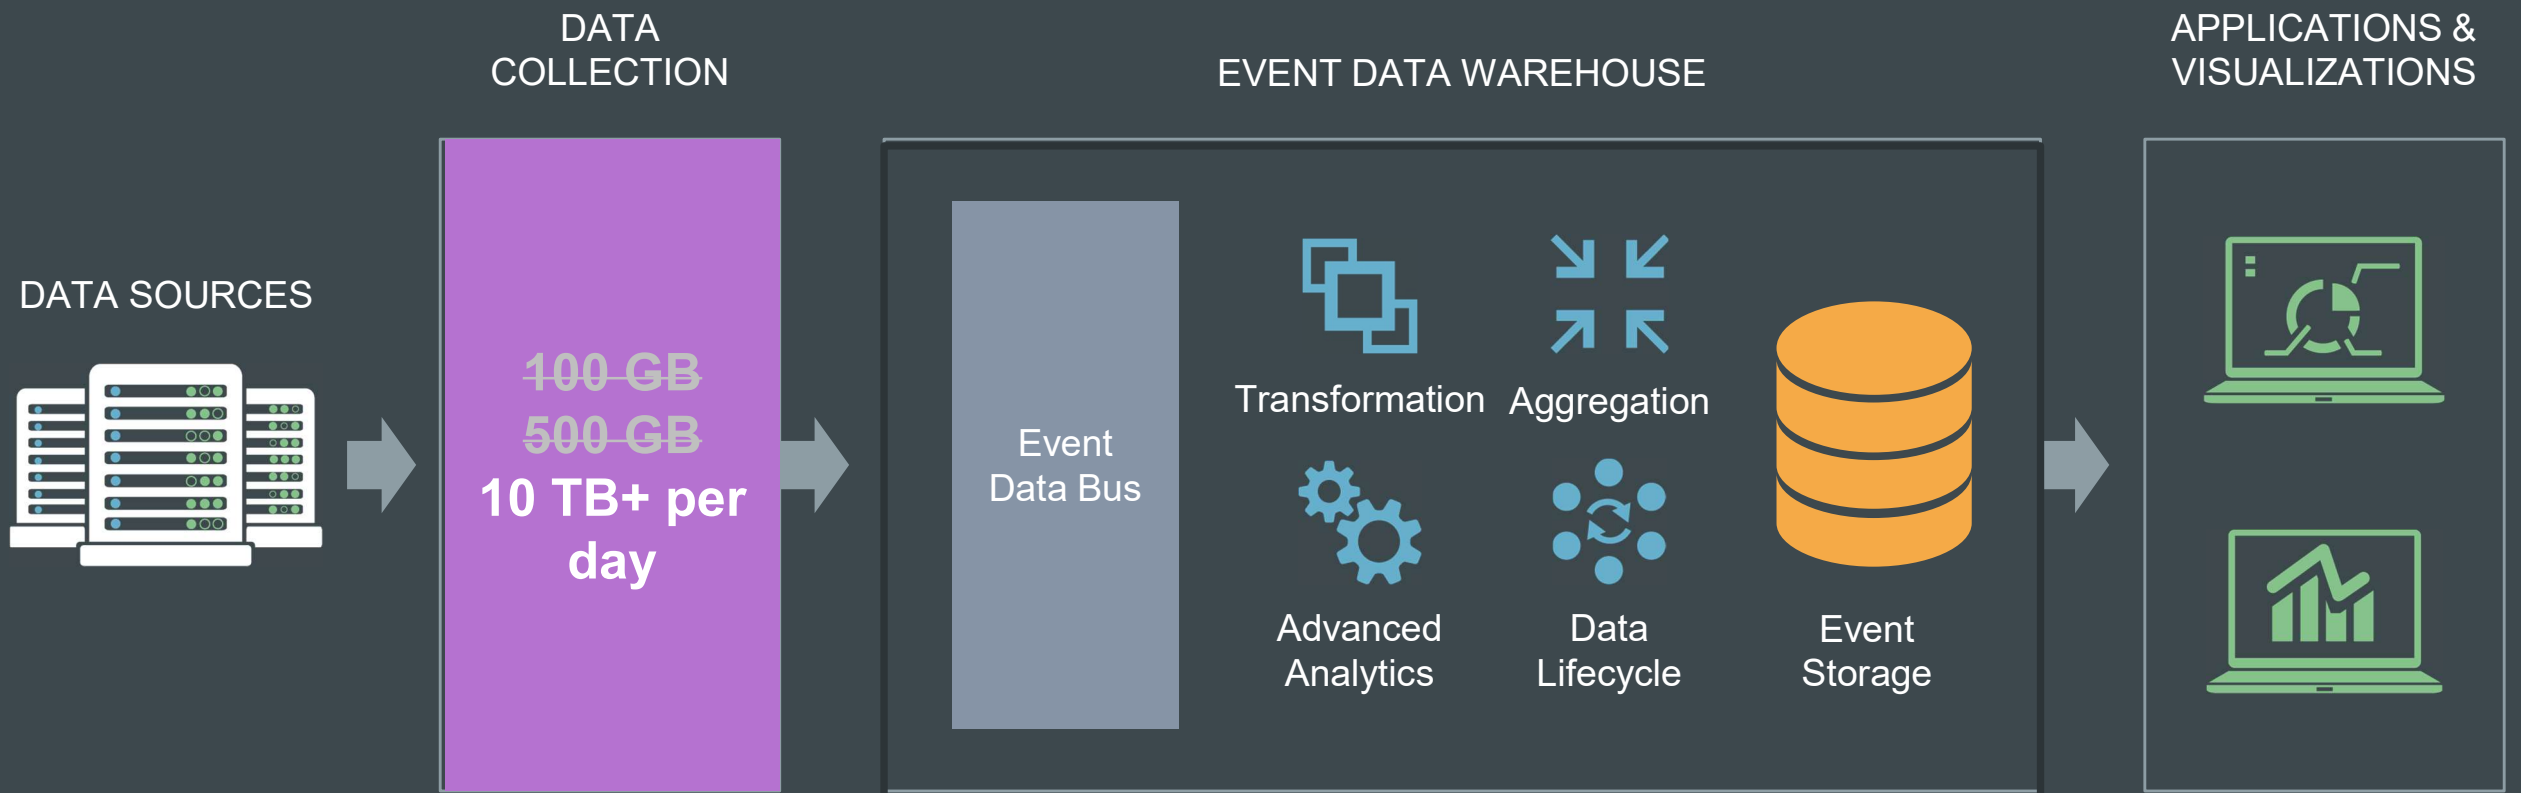 DATA
COLLECTION
EVENT DATA WAREHOUSE
APPLICATIONS &
VISUALIZATIONS
DATA SOURCES
100 GB
500 GB
10 TB+ per
day
Event
Data Bus
Transformation
Aggregation
Advanced
Analytics
Data
Lifecycle
Event
Storage